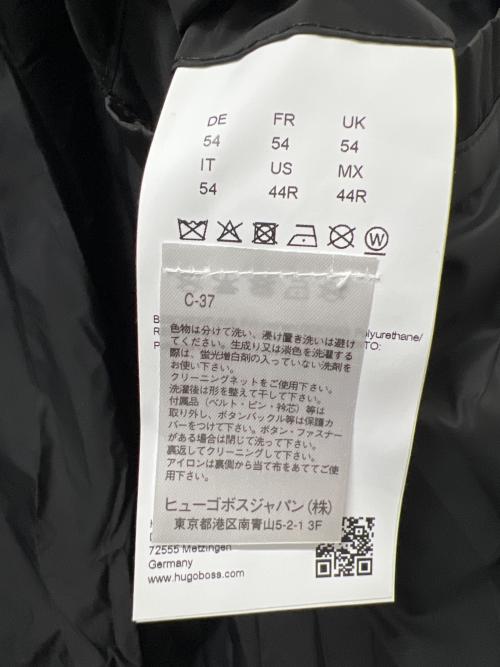 DE FR UK
54 54 54
IT US MX
54 44R 44R
W
C-37
色物は分けて洗い、浸け置き洗いは避け
てください。生成り又は淡色を洗濯する
際は、蛍光増白剤の入っていない洗剤を
お使い下さい。
クリーニングネットをご使用下さい。
洗濯後は形を整えて干して下さい。
付属品（ベルト・ピン・衿芯）等は
取り外し、ボタンバックル等は保護カ
バーをつけて下さい。ボタン・ファスナー
がある場合は閉じて洗って下さい。
裏返してクリーニングして下さい。
アイロンは裏側から当て布をあててご使
用下さい。
ヒューゴボスジャパン(株)
東京都港区南青山5-2-1 3F
72555 Metzingen
Germany
www.hugoboss.com